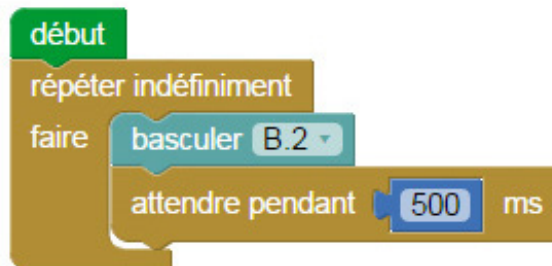 début
répéter indéfiniment
faire basculer B.2
attendre pendant 500 ms